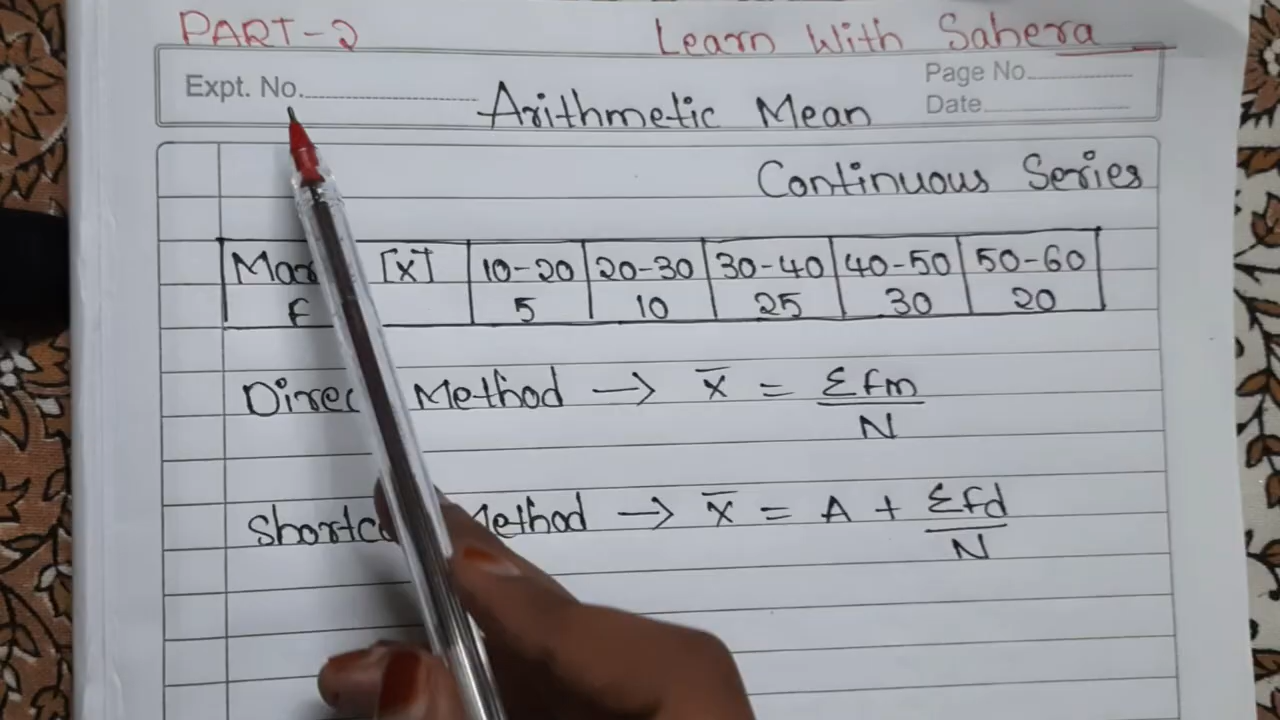 PART-2 Learn With Sahera
Expt. No. Page No.
Arithmetic Mean
Date
Continuous Series
[X] 10-20 20-30 30-40 40-50 50-60
F 5 10 25 30 20
Method → x̄ = Σfm / N
Method → x̄ = A + Σfd / N